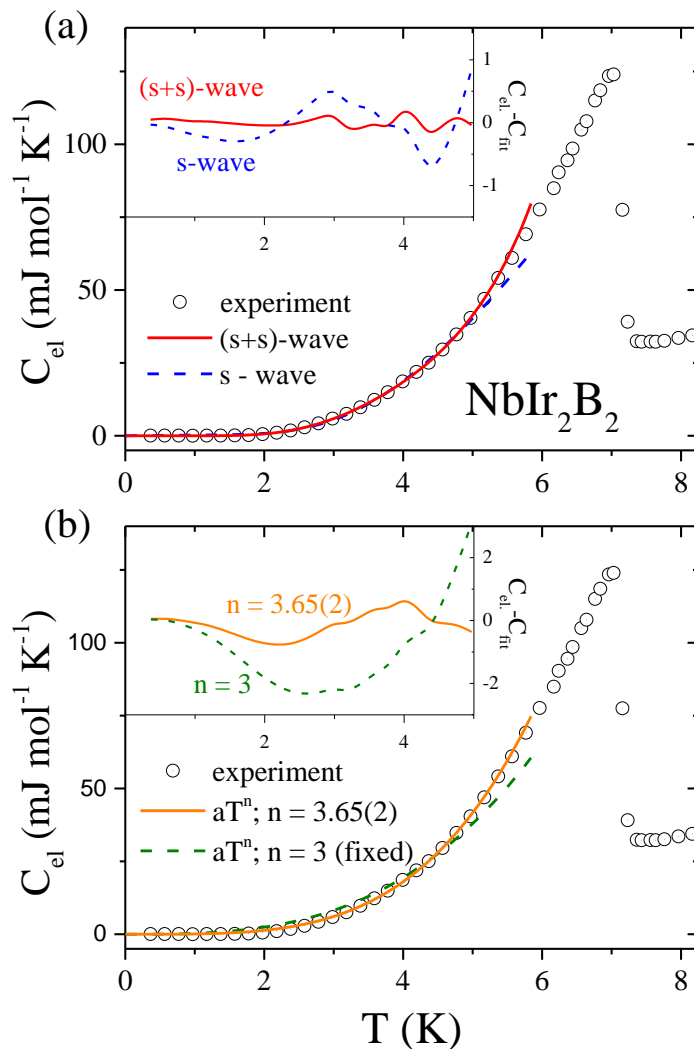 (a)
(s+s)-wave
s-wave
1
0
-1
C_el.-C_fit
2
4
100
50
0
C_el (mJ mol^-1 K^-1)
experiment
(s+s)-wave
s - wave
NbIr_2B_2
0
2
4
6
8
(b)
n = 3.65(2)
n = 3
2
0
-2
C_el.-C_fit
2
4
100
50
0
C_el (mJ mol^-1 K^-1)
experiment
aT^n; n = 3.65(2)
aT^n; n = 3 (fixed)
0
2
4
6
8
T (K)